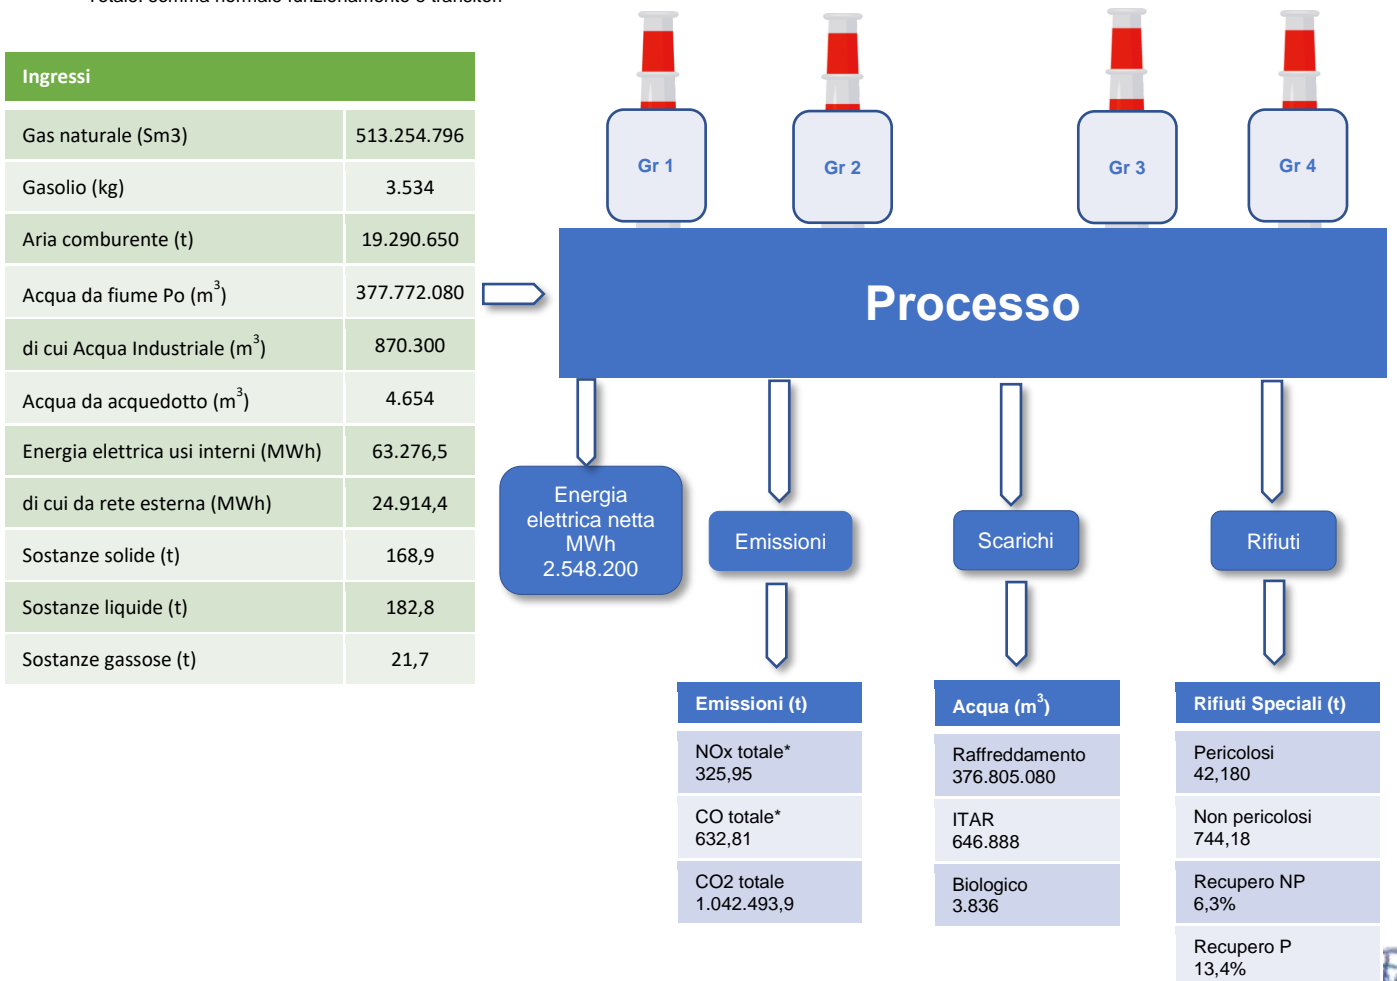 Totale: somma normale funzionamento e transitori
Ingressi
Gas naturale (Sm3) 513.254.796
Gasolio (kg) 3.534
Aria comburente (t) 19.290.650
Acqua da fiume Po (m³) 377.772.080
di cui Acqua Industriale (m³) 870.300
Acqua da acquedotto (m³) 4.654
Energia elettrica usi interni (MWh) 63.276,5
di cui da rete esterna (MWh) 24.914,4
Sostanze solide (t) 168,9
Sostanze liquide (t) 182,8
Sostanze gassose (t) 21,7
Gr 1
Gr 2
Gr 3
Gr 4
Processo
Energia
elettrica netta
MWh
2.548.200
Emissioni
Scarichi
Rifiuti
Emissioni (t)
NOx totale*
325,95
CO totale*
632,81
CO2 totale
1.042.493,9
Acqua (m³)
Raffreddamento
376.805.080
ITAR
646.888
Biologico
3.836
Rifiuti Speciali (t)
Pericolosi
42,180
Non pericolosi
744,18
Recupero NP
6,3%
Recupero P
13,4%